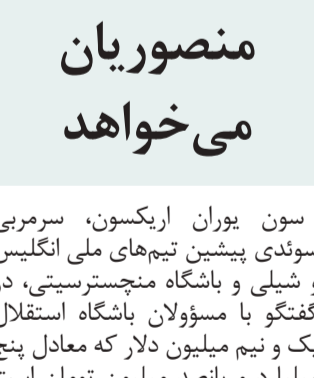 منصوریان
می‌خواهد
سون یوران اریکسون، سرمربی
سوئدی پیشین تیم‌های ملی انگلیس
و شیلی و باشگاه منچسترسیتی، در
گفتگو با مسؤولان باشگاه استقلال
یک و نیم میلیون دلار که معادل پنج